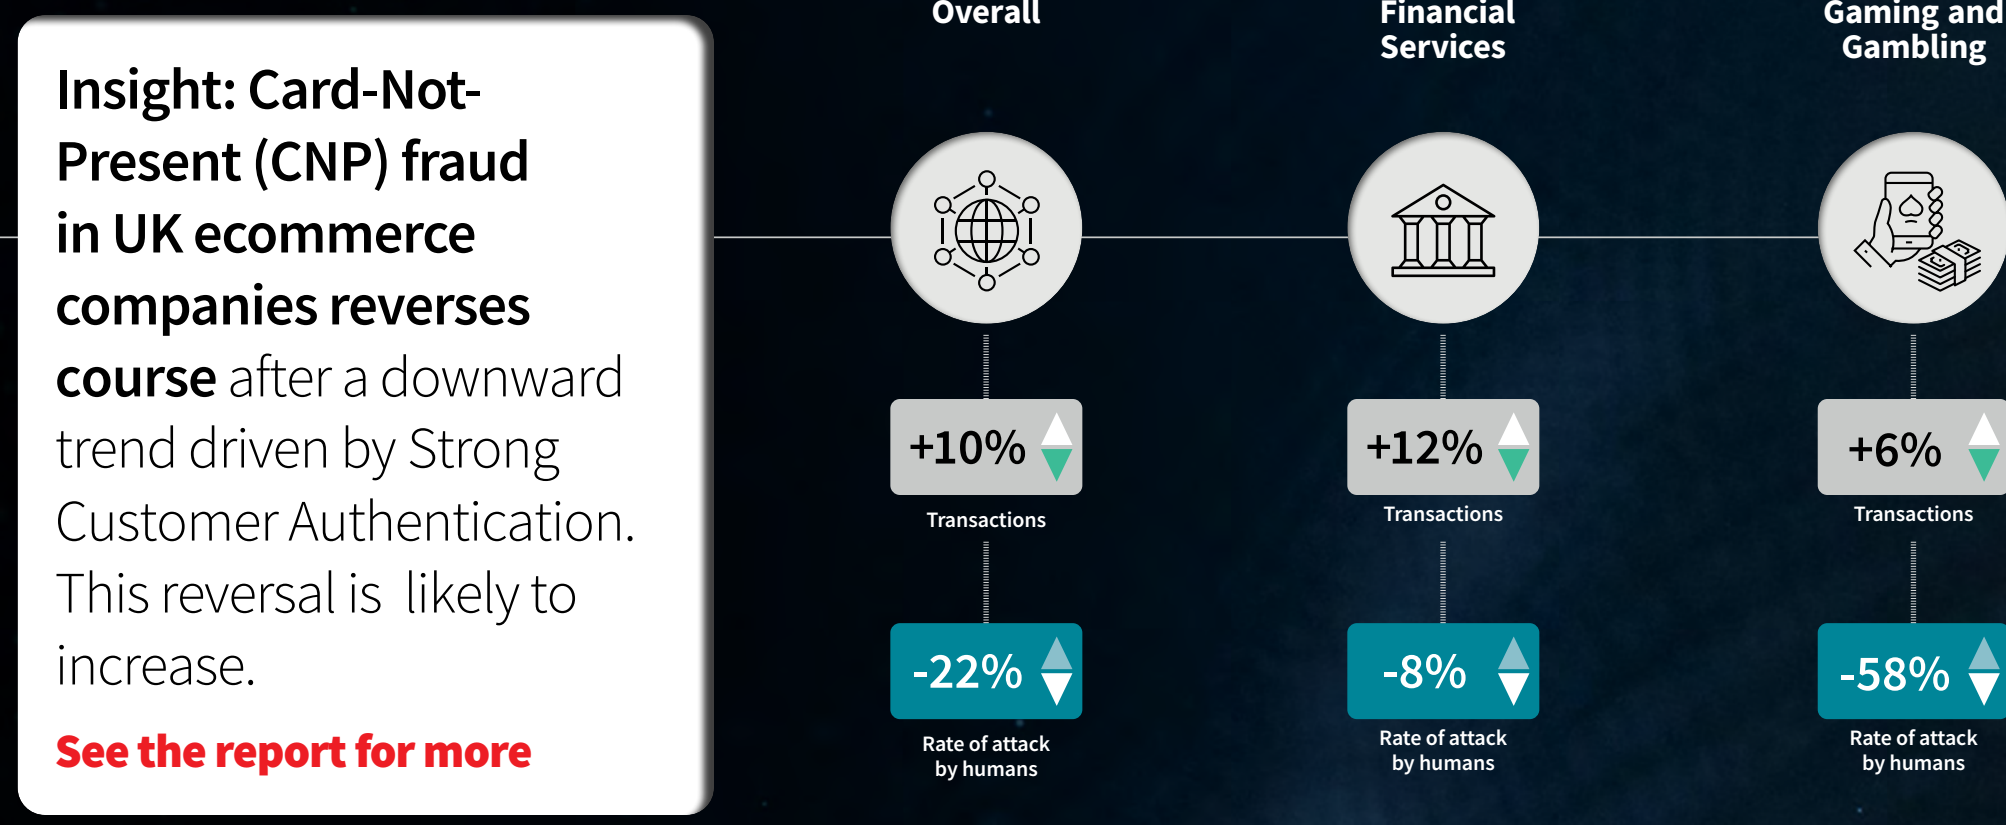 Insight: Card-Not-
Present (CNP) fraud
in UK ecommerce
companies reverses
course after a downward
trend driven by Strong
Customer Authentication.
This reversal is likely to
increase.
See the report for more
Overall
+10%
Transactions
-22%
Rate of attack
by humans
Financial
Services
+12%
Transactions
-8%
Rate of attack
by humans
Gaming and
Gambling
+6%
Transactions
-58%
Rate of attack
by humans